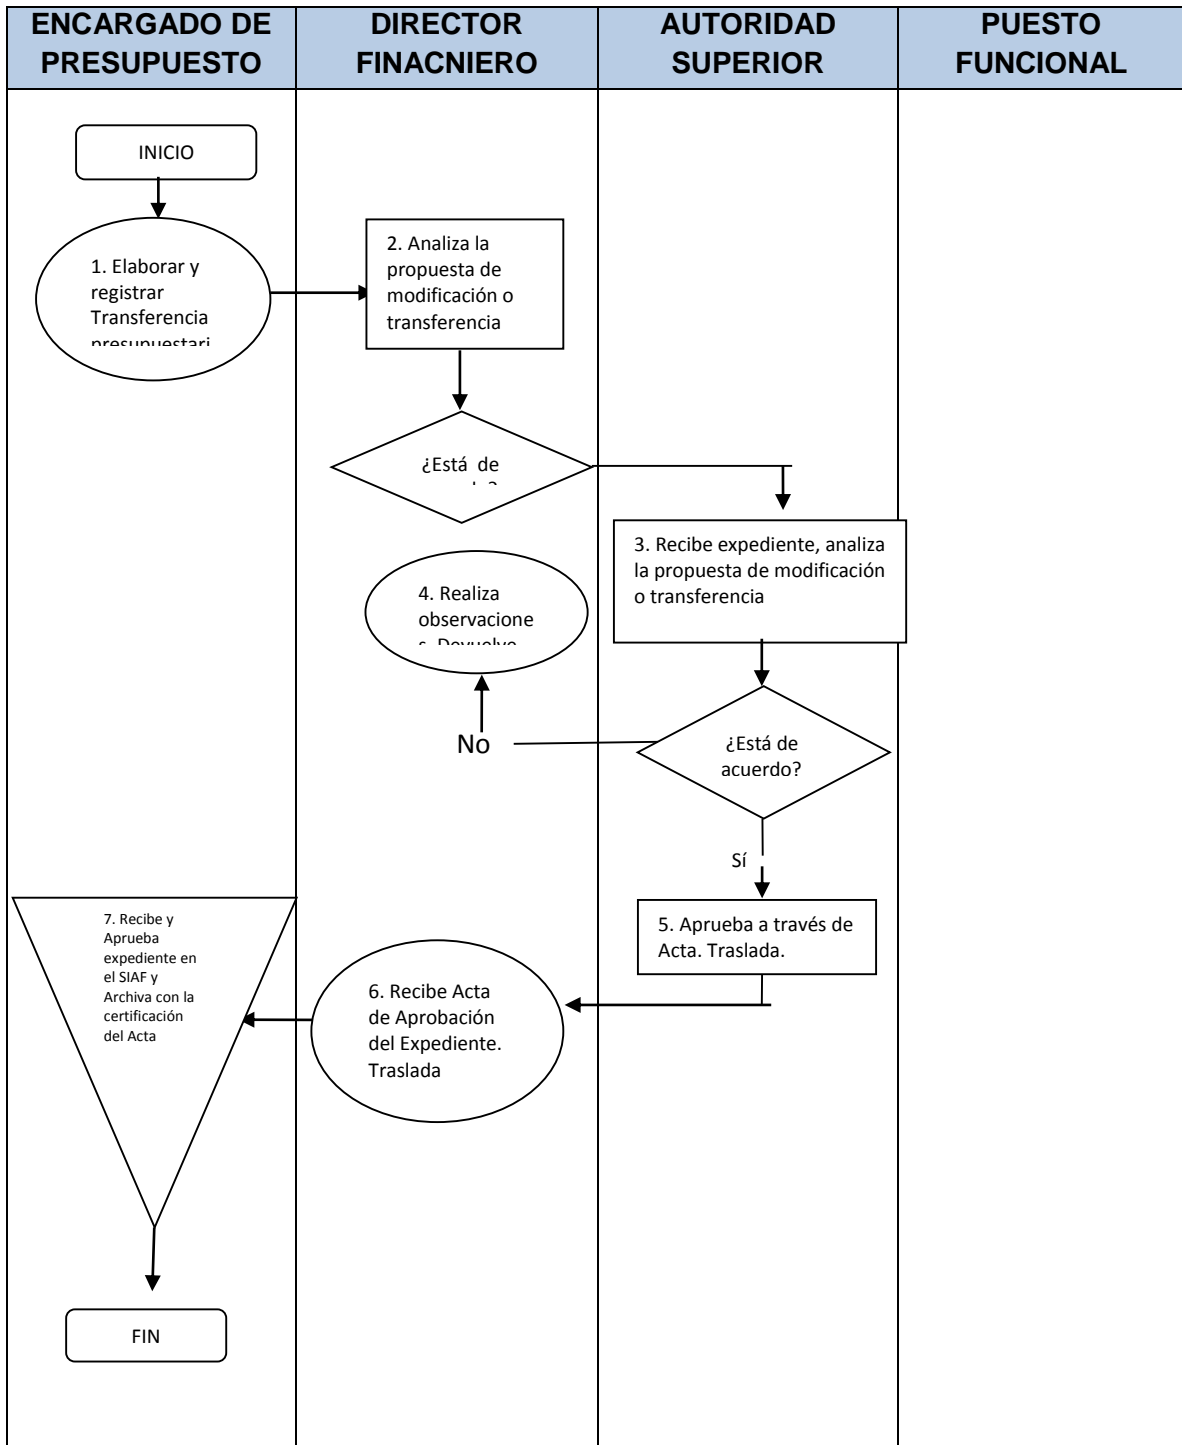 ENCARGADO DE
PRESUPUESTO
DIRECTOR
FINACNIERO
AUTORIDAD
SUPERIOR
PUESTO
FUNCIONAL
INICIO
1. Elaborar y
registrar
Transferencia
presupuestari
2. Analiza la
propuesta de
modificación o
transferencia
¿Está de
3. Recibe expediente, analiza
la propuesta de modificación
o transferencia
4. Realiza
observacione
s. Devuelve
No
¿Está de
acuerdo?
Sí
5. Aprueba a través de
Acta. Traslada.
6. Recibe Acta
de Aprobación
del Expediente.
Traslada
7. Recibe y
Aprueba
expediente en
el SIAF y
Archiva con la
certificación
del Acta
FIN